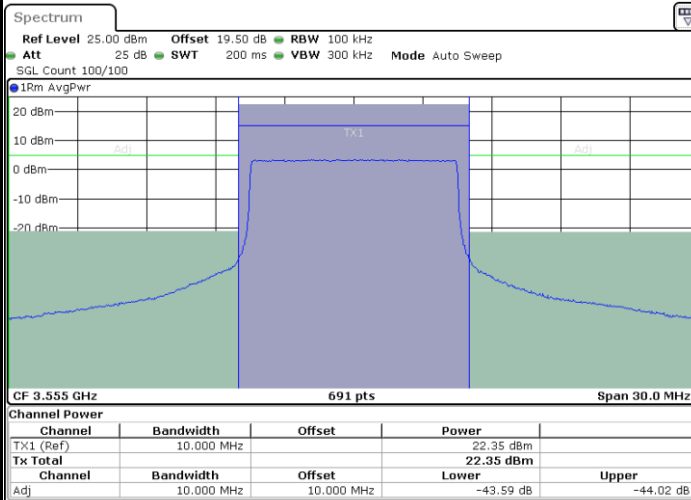 Spectrum
Ref Level 25.00 dBm Offset 19.50 dB RBW 100 kHz
Att 25 dB SWT 200 ms VBW 300 kHz Mode Auto Sweep
SGL Count 100/100
1Rm AvgPwr
20 dBm
TX1
10 dBm
Adj Adj
0 dBm
-10 dBm
-20 dBm
CF 3.555 GHz 691 pts Span 30.0 MHz
Channel Power
Channel Bandwidth Offset Power
TX1 (Ref) 10.000 MHz 22.35 dBm
Tx Total 22.35 dBm
Channel Bandwidth Offset Lower Upper
Adj 10.000 MHz 10.000 MHz -43.59 dB -44.02 dB